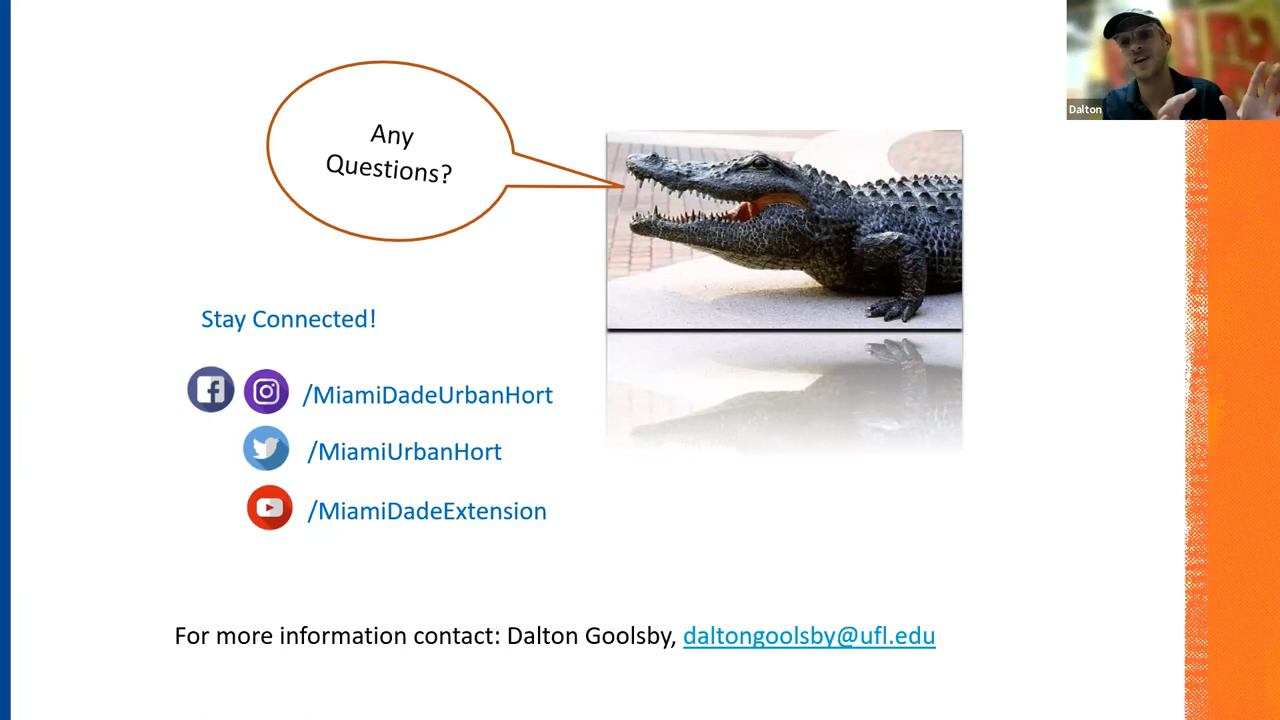 Dalton
Any
Questions?
Stay Connected!
/MiamiDadeUrbanHort
/MiamiUrbanHort
/MiamiDadeExtension
For more information contact: Dalton Goolsby, daltongoolsby@ufl.edu